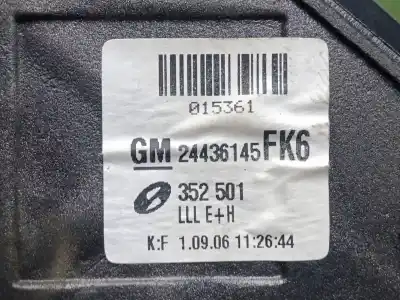 015361
GM 24436145 FK6
352 501
LLL E+H
K:F 1.09.06 11:26:44